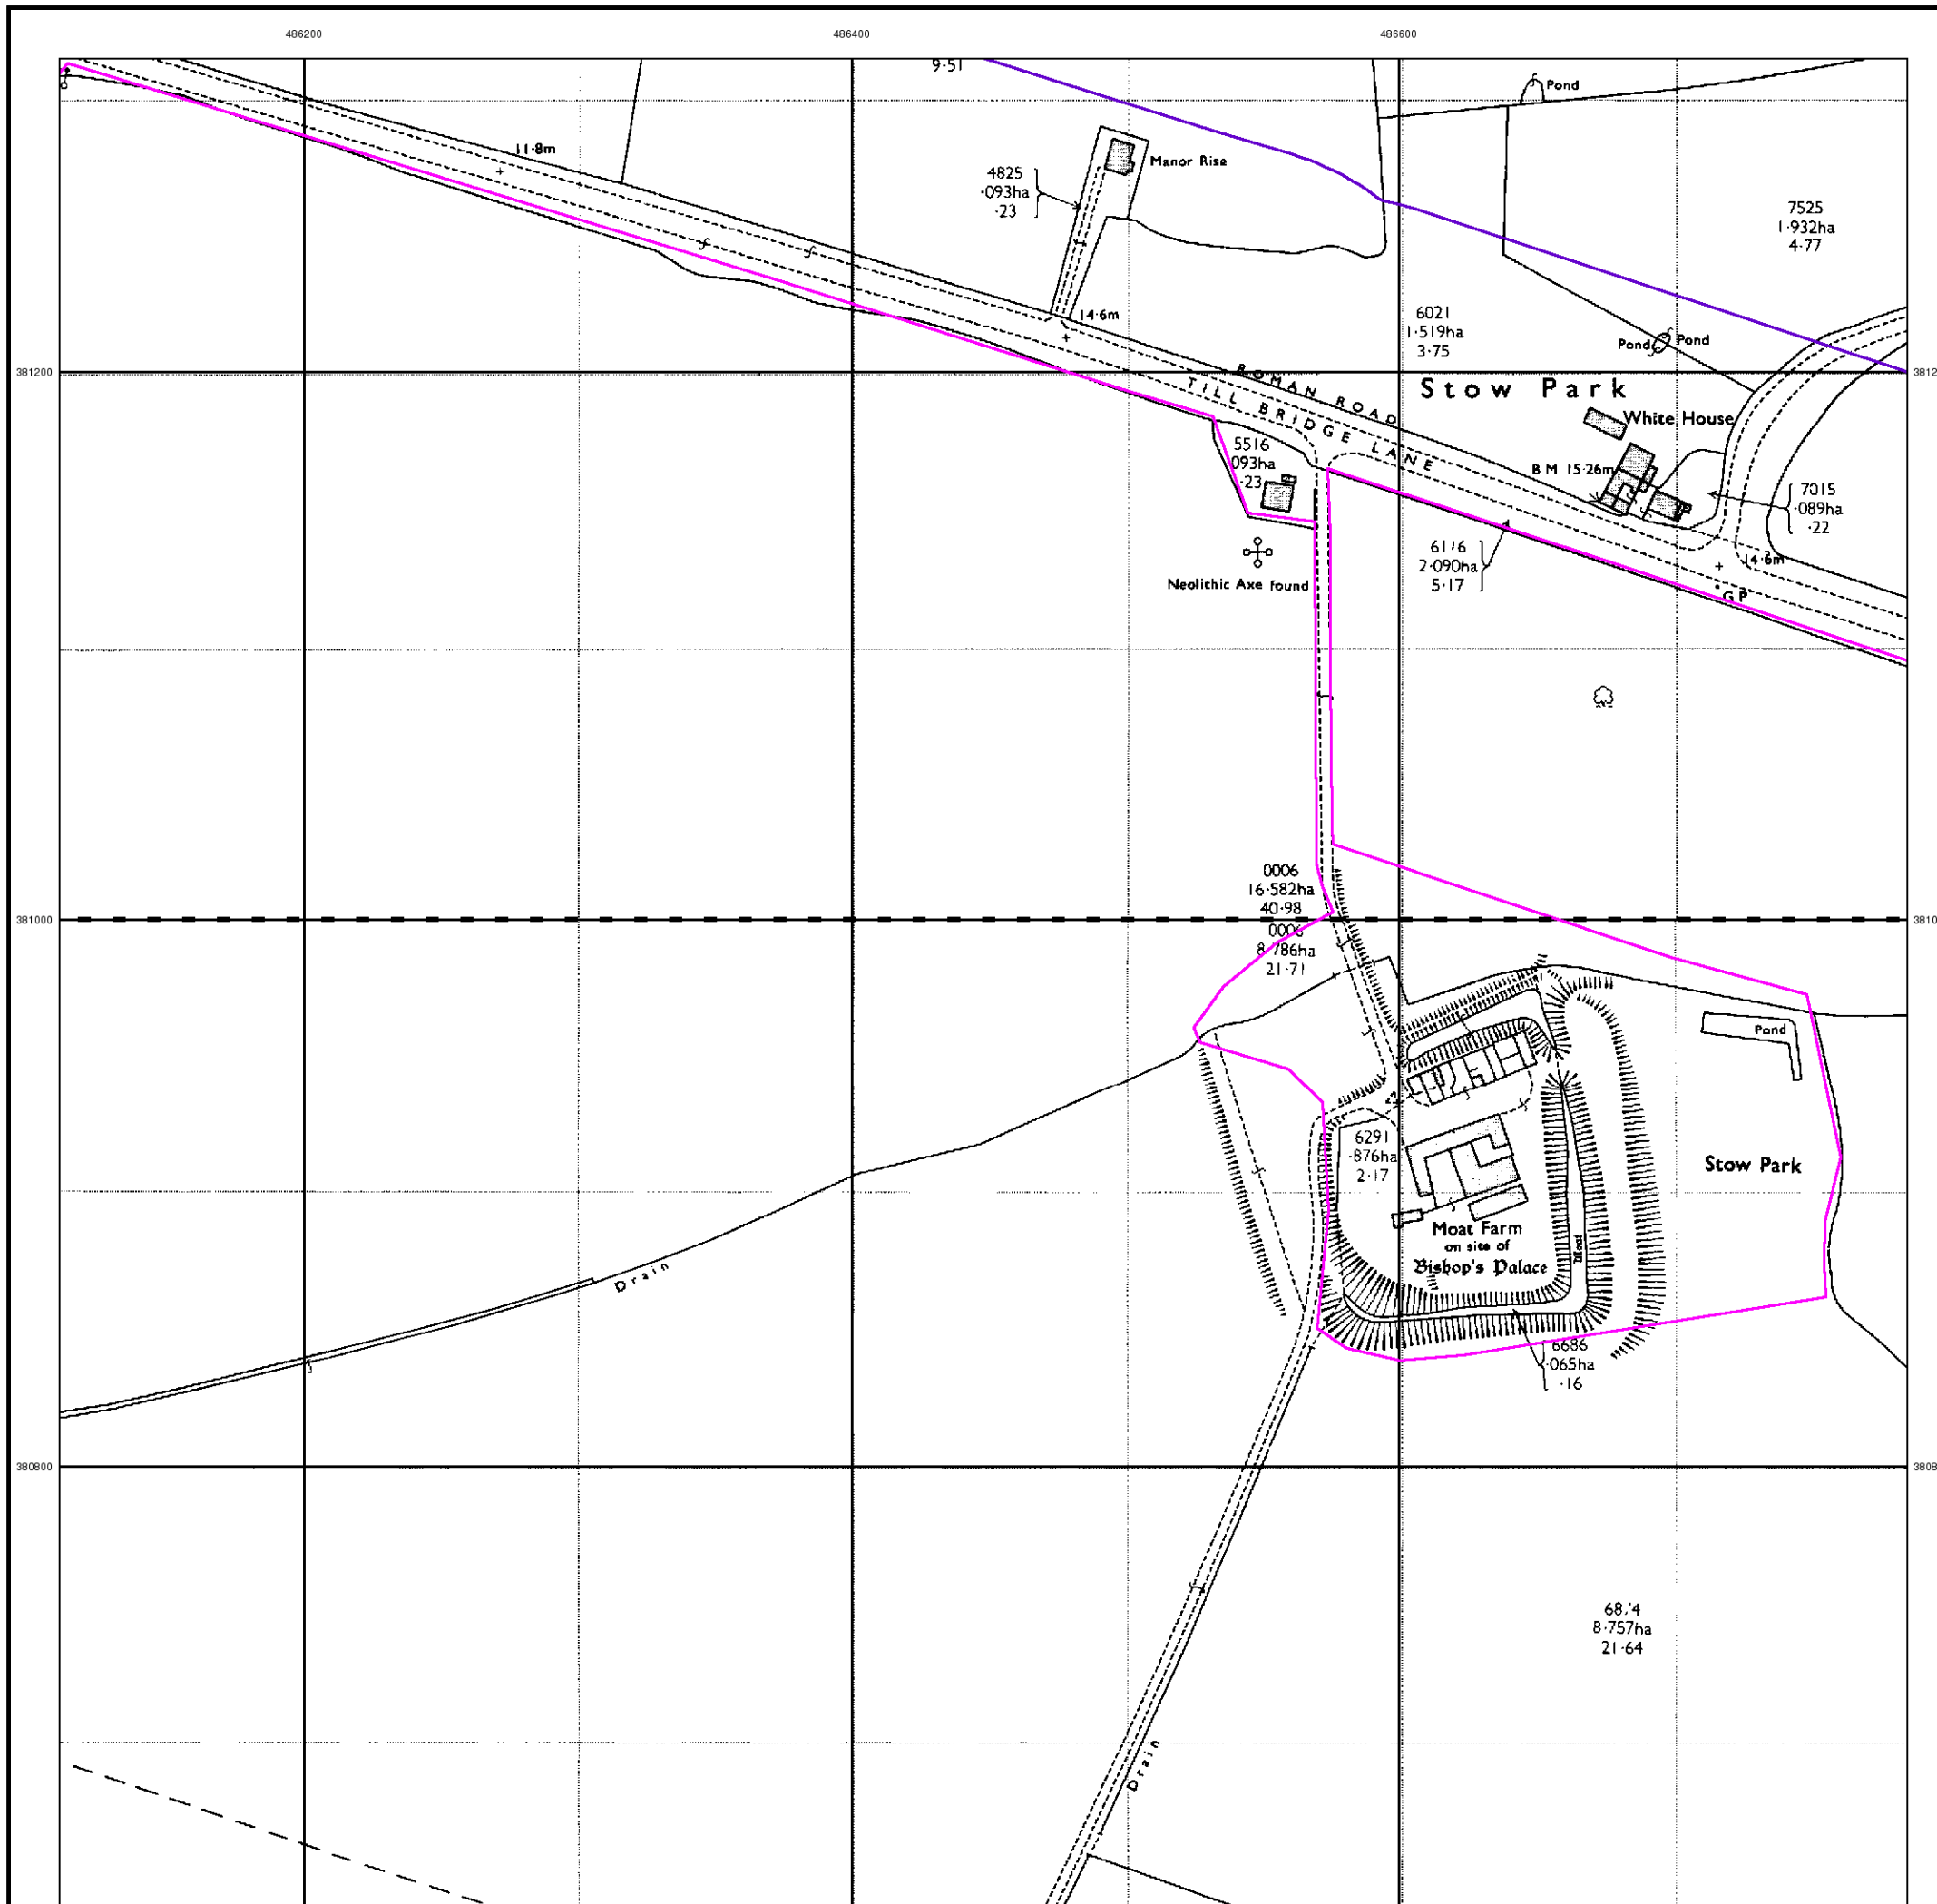 486200
486400
486600
9·51
Pond
11·8m
Manor Rise
4825
·093ha
·23
7525
1·932ha
4·77
14·6m
6021
1·519ha
3·75
Pond
Pond
381200
ROMAN ROAD
TILL BRIDGE LANE
Stow Park
White House
5516
093ha
·23
B M 15·26m
7015
·089ha
·22
6116
2·090ha
5·17
14·6m
G P
Neolithic Axe found
0006
16·582ha
40·98
381000
0006
8·786ha
21·71
Pond
6291
·876ha
2·17
Stow Park
Moat Farm
on site of
Bishop's Palace
Moat
Drain
6686
·065ha
·16
380800
8·757ha
21·64
Drain